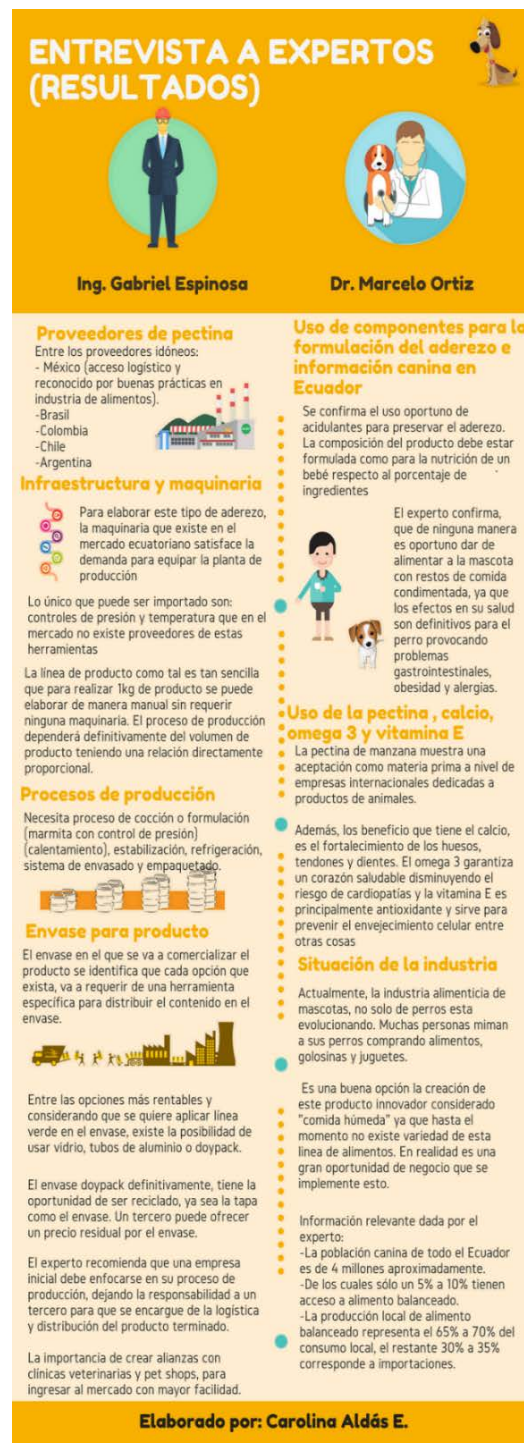 ENTREVISTA A EXPERTOS
(RESULTADOS)
Ing. Gabriel Espinosa
Dr. Marcelo Ortiz
Proveedores de pectina
Entre los proveedores idóneos:
- México (acceso logístico y
reconocido por buenas prácticas en
industria de alimentos).
-Brasil
-Colombia
-Chile
-Argentina
Infraestructura y maquinaria
Para elaborar este tipo de aderezo,
la maquinaria que existe en el
mercado ecuatoriano satisface la
demanda para equipar la planta de
producción
Lo único que puede ser importado son:
controles de presión y temperatura que en el
mercado no existe proveedores de estas
herramientas
La línea de producto como tal es tan sencilla
que para realizar 1kg de producto se puede
elaborar de manera manual sin requerir
ninguna maquinaria. El proceso de producción
dependerá definitivamente del volumen de
producto teniendo una relación directamente
proporcional.
Procesos de producción
Necesita proceso de cocción o formulación
(marmita con control de presión)
(calentamiento), estabilización, refrigeración,
sistema de envasado y empaquetado.
Envase para producto
El envase en el que se va a comercializar el
producto se identifica que cada opción que
exista, va a requerir de una herramienta
específica para distribuir el contenido en el
envase.
Entre las opciones más rentables y
considerando que se quiere aplicar línea
verde en el envase, existe la posibilidad de
usar vidrio, tubos de aluminio o doypack.
El envase doypack definitivamente, tiene la
oportunidad de ser reciclado, ya sea la tapa
como el envase. Un tercero puede ofrecer
un precio residual por el envase.
El experto recomienda que una empresa
inicial debe enfocarse en su proceso de
producción, dejando la responsabilidad a un
tercero para que se encargue de la logística
y distribución del producto terminado.
La importancia de crear alianzas con
clínicas veterinarias y pet shops, para
ingresar al mercado con mayor facilidad.
Uso de componentes para la
formulación del aderezo e
información canina en
Ecuador
Se confirma el uso oportuno de
acidulantes para preservar el aderezo.
La composición del producto debe estar
formulada como para la nutrición de un
bebé respecto al porcentaje de
ingredientes
El experto confirma,
que de ninguna manera
es oportuno dar de
alimentar a la mascota
con restos de comida
condimentada, ya que
los efectos en su salud
son definitivos para el
perro provocando
problemas
gastrointestinales,
obesidad y alergias.
Uso de la pectina , calcio,
omega 3 y vitamina E
La pectina de manzana muestra una
aceptación como materia prima a nivel de
empresas internacionales dedicadas a
productos de animales.
Además, los beneficio que tiene el calcio,
es el fortalecimiento de los huesos,
tendones y dientes. El omega 3 garantiza
un corazón saludable disminuyendo el
riesgo de cardiopatías y la vitamina E es
principalmente antioxidante y sirve para
prevenir el envejecimiento celular entre
otras cosas
Situación de la industria
Actualmente, la industria alimenticia de
mascotas, no solo de perros esta
evolucionando. Muchas personas miman
a sus perros comprando alimentos,
golosinas y juguetes.
Es una buena opción la creación de
este producto innovador considerado
"comida húmeda" ya que hasta el
momento no existe variedad de esta
linea de alimentos. En realidad es una
gran oportunidad de negocio que se
implemente esto.
Información relevante dada por el
experto:
-La población canina de todo el Ecuador
es de 4 millones aproximadamente.
-De los cuales sólo un 5% a 10% tienen
acceso a alimento balanceado.
-La producción local de alimento
balanceado representa el 65% a 70% del
consumo local, el restante 30% a 35%
corresponde a importaciones.
Elaborado por: Carolina Aldás E.